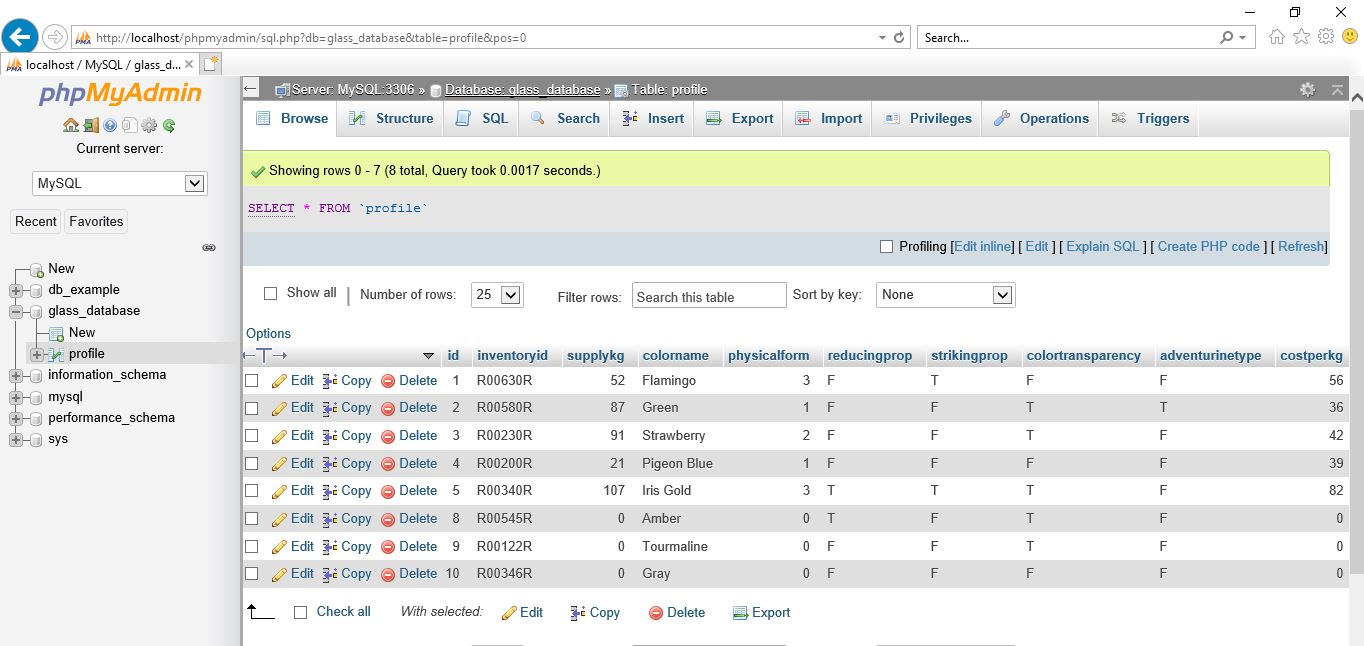 http://localhost/phpmyadmin/sql.php?db=glass_database&table=profile&pos=0
Search...
localhost / MySQL / glass_d...
phpMyAdmin
Current server:
MySQL
Recent Favorites
New
db_example
glass_database
New
profile
information_schema
mysql
performance_schema
sys
Server: MySQL:3306 » Database: glass_database » Table: profile
Browse Structure SQL Search Insert Export Import Privileges Operations Triggers
Showing rows 0 - 7 (8 total, Query took 0.0017 seconds.)
SELECT * FROM `profile`
Profiling [Edit inline] [ Edit ] [ Explain SQL ] [ Create PHP code ] [ Refresh]
Show all | Number of rows: 25 Filter rows: Search this table Sort by key: None
Options
←T→ id inventoryid supplykg colorname physicalform reducingprop strikingprop colortransparency adventurinetype costperkg
Edit Copy Delete 1 R00630R 52 Flamingo 3 F T F F 56
Edit Copy Delete 2 R00580R 87 Green 1 F F T T 36
Edit Copy Delete 3 R00230R 91 Strawberry 2 F F T F 42
Edit Copy Delete 4 R00200R 21 Pigeon Blue 1 F F T F 39
Edit Copy Delete 5 R00340R 107 Iris Gold 3 T T T F 82
Edit Copy Delete 8 R00545R 0 Amber 0 T F T F 0
Edit Copy Delete 9 R00122R 0 Tourmaline 0 F F T F 0
Edit Copy Delete 10 R00346R 0 Gray 0 F F F F 0
Check all With selected: Edit Copy Delete Export